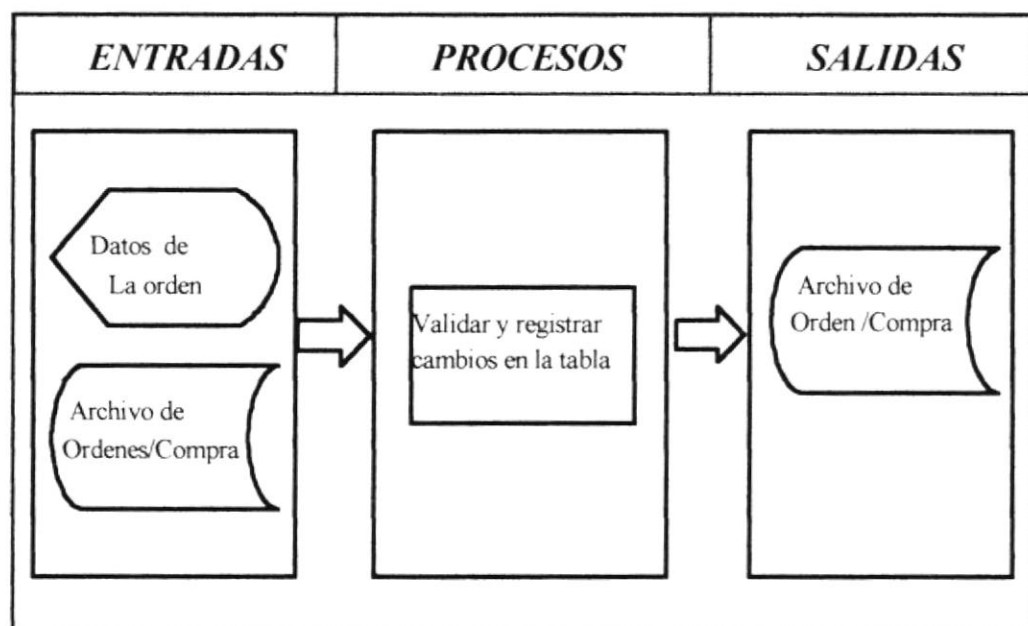 ENTRADAS
PROCESOS
SALIDAS
Datos de
La orden
Archivo de
Ordenes/Compra
Validar y registrar
cambios en la tabla
Archivo de
Orden /Compra